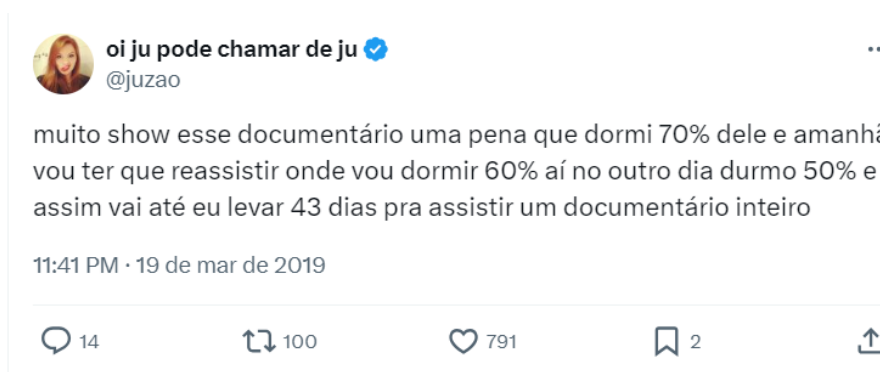 oi ju pode chamar de ju
@juzao
muito show esse documentário uma pena que dormi 70% dele e amanhã
vou ter que reassistir onde vou dormir 60% aí no outro dia durmo 50% e
assim vai até eu levar 43 dias pra assistir um documentário inteiro
11:41 PM · 19 de mar de 2019
14 100 791 2